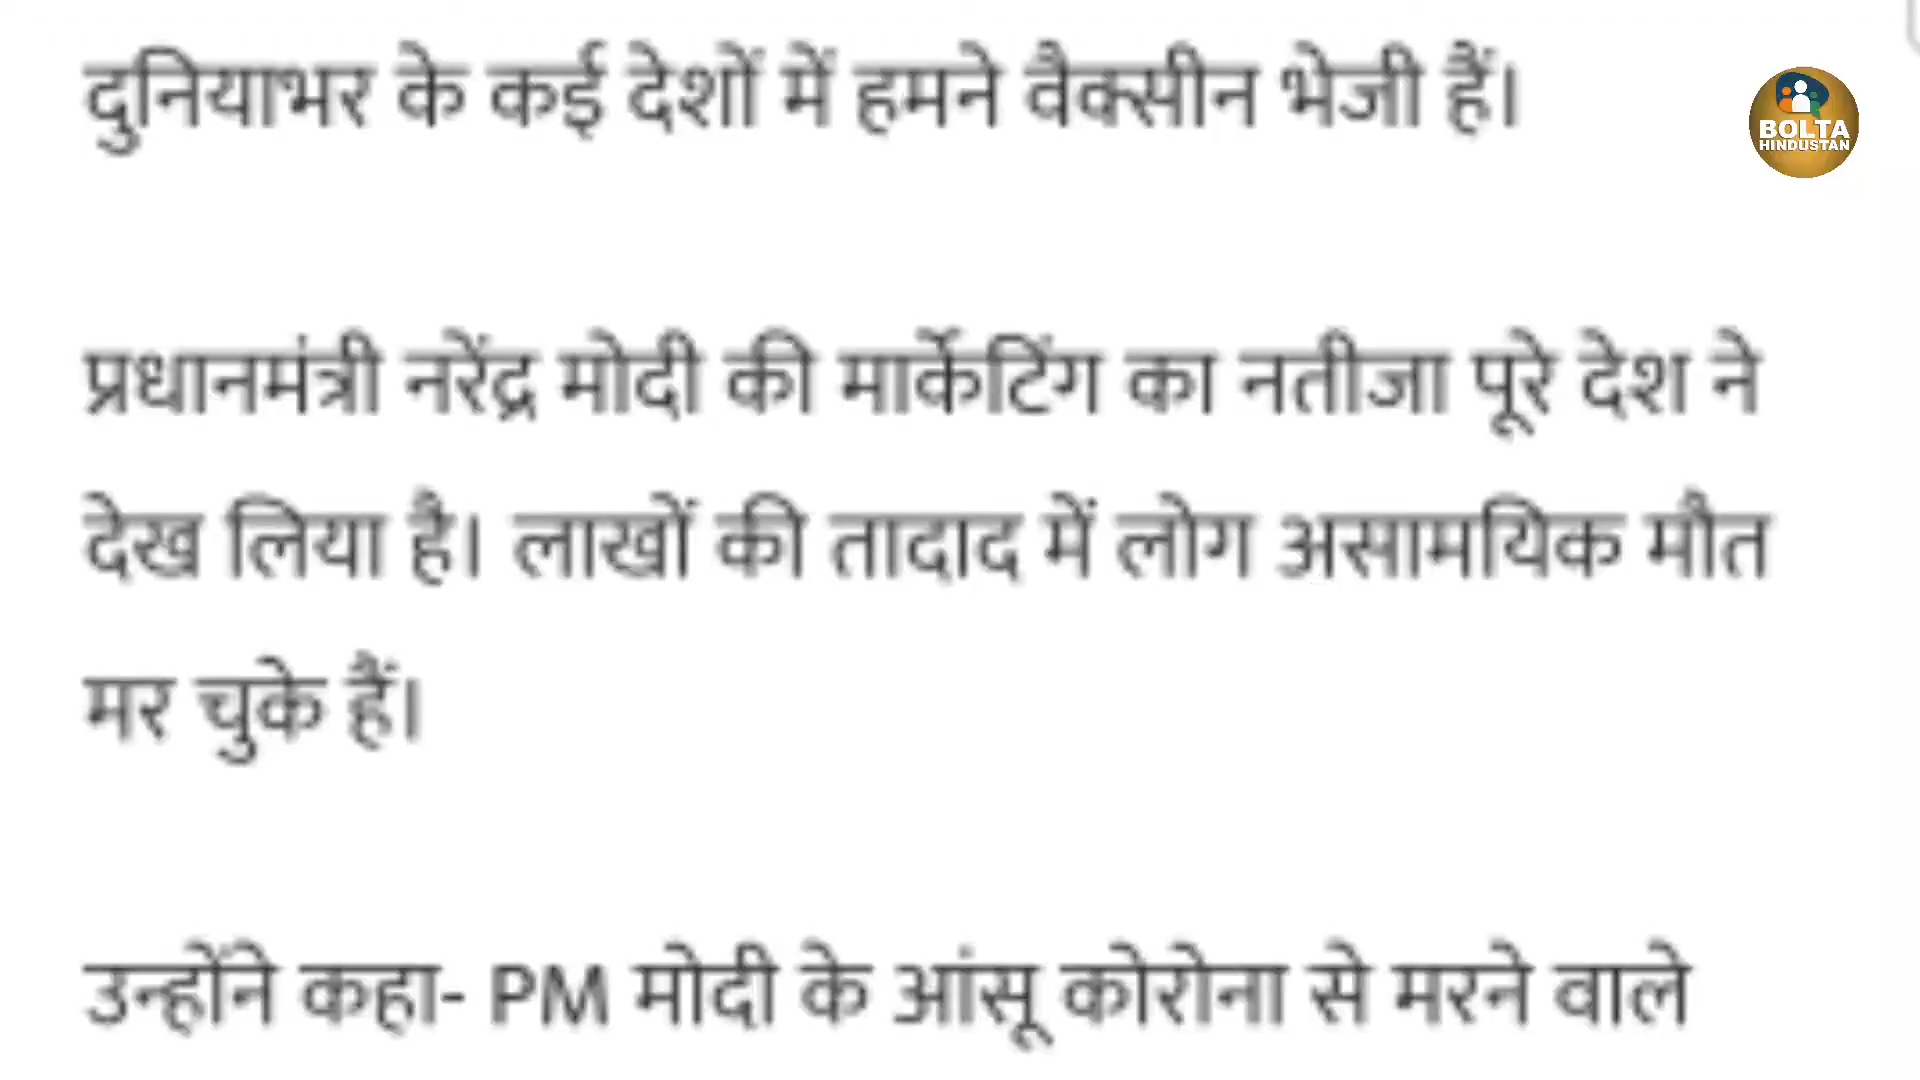 दुनियाभर के कई देशों में हमने वैक्सीन भेजी हैं।
BOLTA
HINDUSTAN
प्रधानमंत्री नरेंद्र मोदी की मार्केटिंग का नतीजा पूरे देश ने
देख लिया है। लाखों की तादाद में लोग असामयिक मौत
मर चुके हैं।
उन्होंने कहा- PM मोदी के आंसू कोरोना से मरने वाले